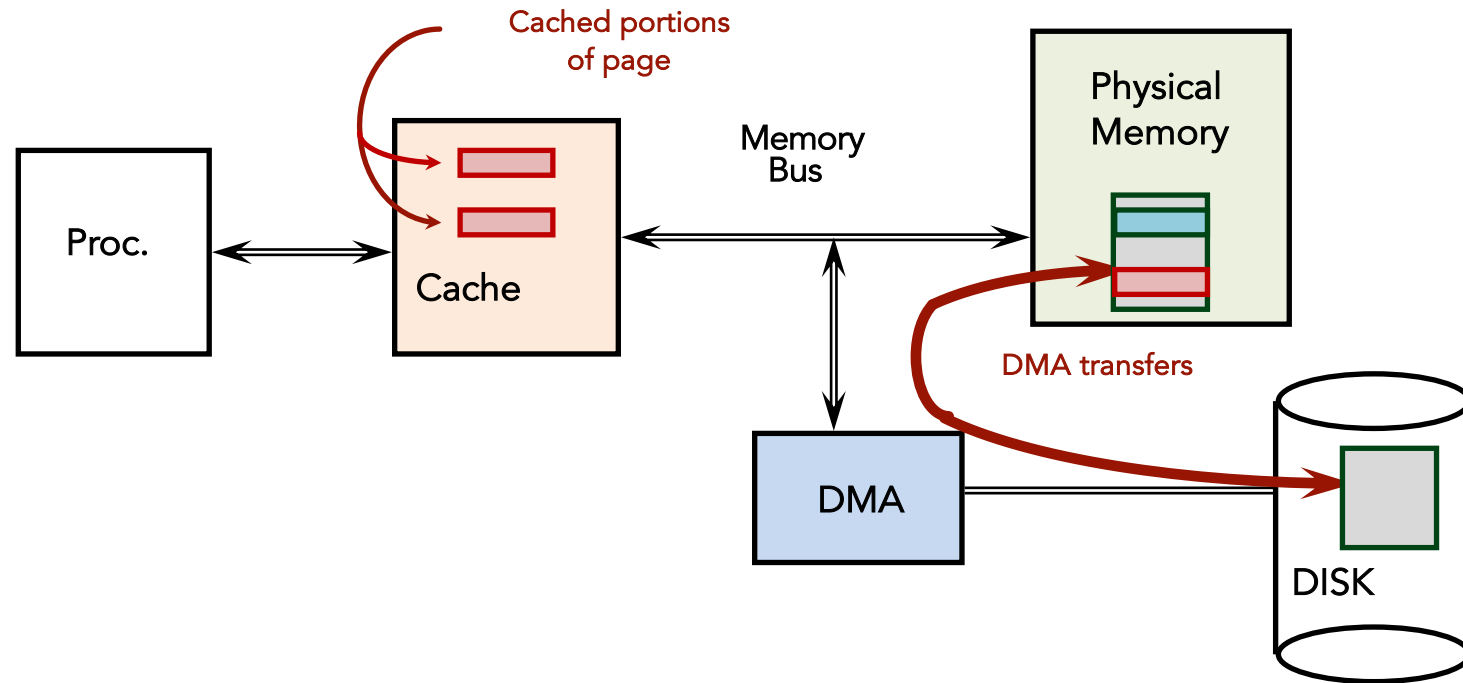 Cached portions
of page
Physical
Memory
Memory
Bus
Proc.
Cache
DMA transfers
DMA
DISK